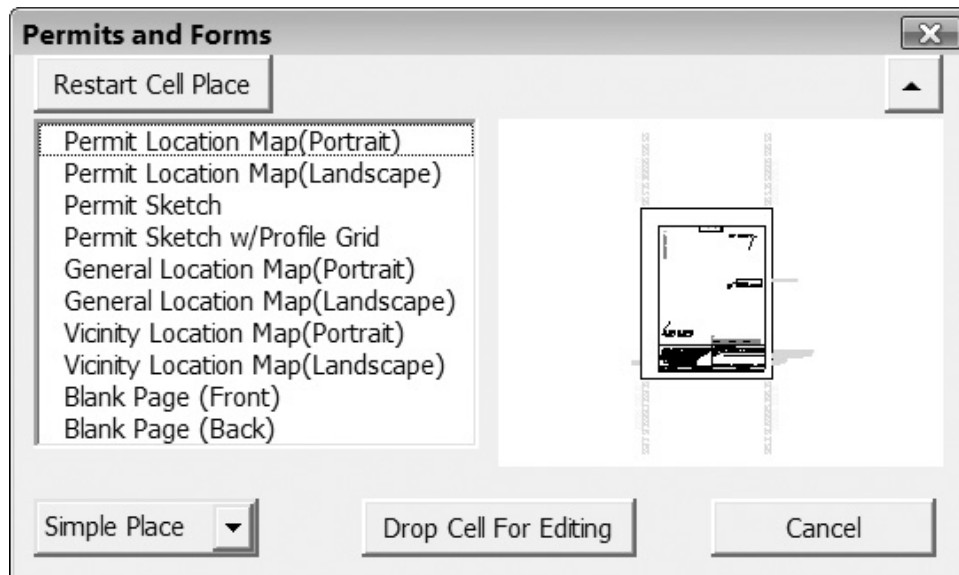 Permits and Forms
Restart Cell Place
Permit Location Map(Portrait)
Permit Location Map(Landscape)
Permit Sketch
Permit Sketch w/Profile Grid
General Location Map(Portrait)
General Location Map(Landscape)
Vicinity Location Map(Portrait)
Vicinity Location Map(Landscape)
Blank Page (Front)
Blank Page (Back)
Simple Place
Drop Cell For Editing
Cancel